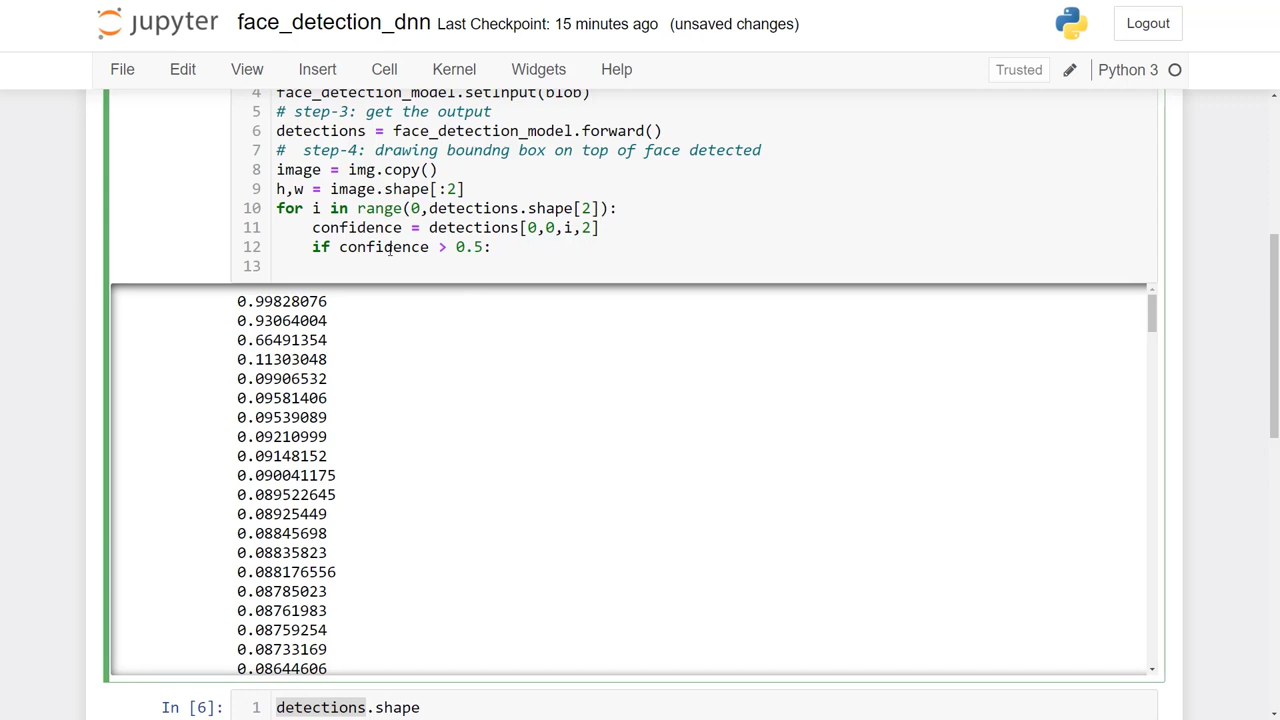 jupyter face_detection_dnn Last Checkpoint: 15 minutes ago (unsaved changes) Logout
File Edit View Insert Cell Kernel Widgets Help Trusted Python 3
4 face_detection_model.setInput(blob)
5 # step-3: get the output
6 detections = face_detection_model.forward()
7 #  step-4: drawing boundng box on top of face detected
8 image = img.copy()
9 h,w = image.shape[:2]
10 for i in range(0,detections.shape[2]):
11     confidence = detections[0,0,i,2]
12     if confidence > 0.5:
13
0.99828076
0.93064004
0.66491354
0.11303048
0.09906532
0.09581406
0.09539089
0.09210999
0.09148152
0.090041175
0.089522645
0.08925449
0.08845698
0.08835823
0.088176556
0.08785023
0.08761983
0.08759254
0.08733169
0.08644606
In [6]: 1 detections.shape